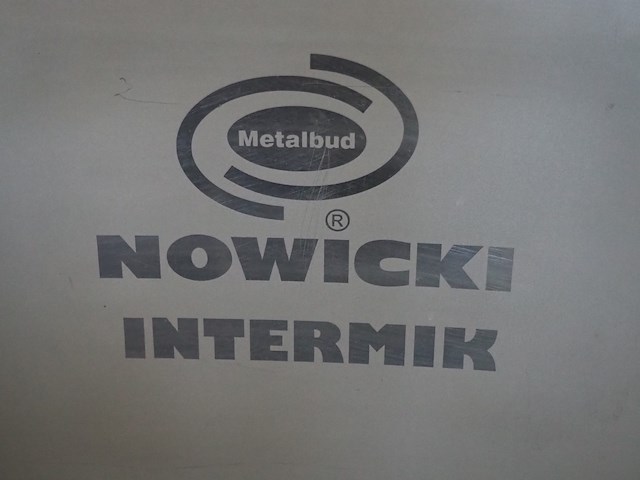 Metalbud
®
NOWICKI
INTERMIK